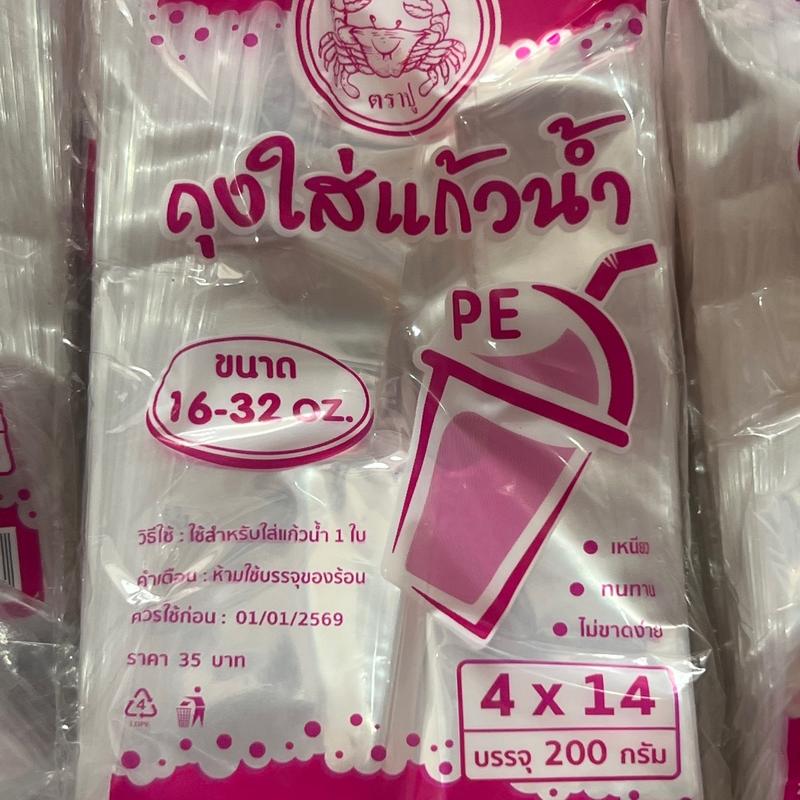 ตราปู
ถุงใส่แก้วน้ำ
PE
ขนาด
16-32 oz.
วิธีใช้ : ใช้สำหรับใส่แก้วน้ำ 1 ใบ
คำเตือน : ห้ามใช้บรรจุของร้อน
ควรใช้ก่อน : 01/01/2569
ราคา 35 บาท
4
LDPE
● เหนียว
● ทนทาน
● ไม่ขาดง่าย
4 x 14
บรรจุ 200 กรัม